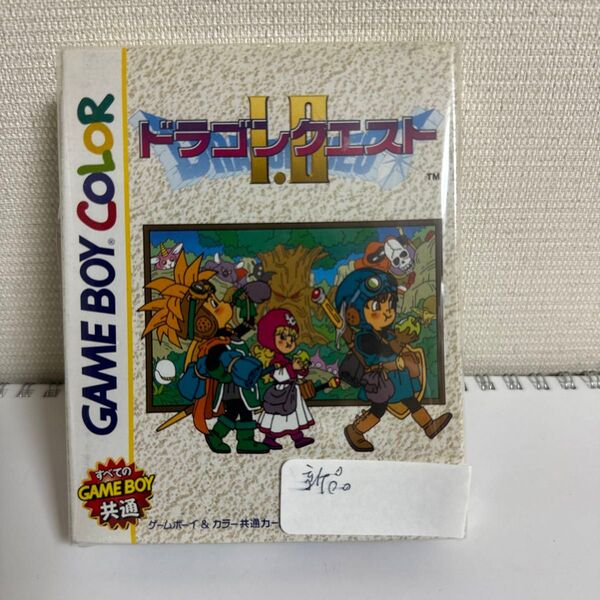 GAME BOY COLOR
ドラゴンクエスト
I・II
TM
すべての
GAME BOY
共通
新品
ゲームボーイ & カラー共通カー